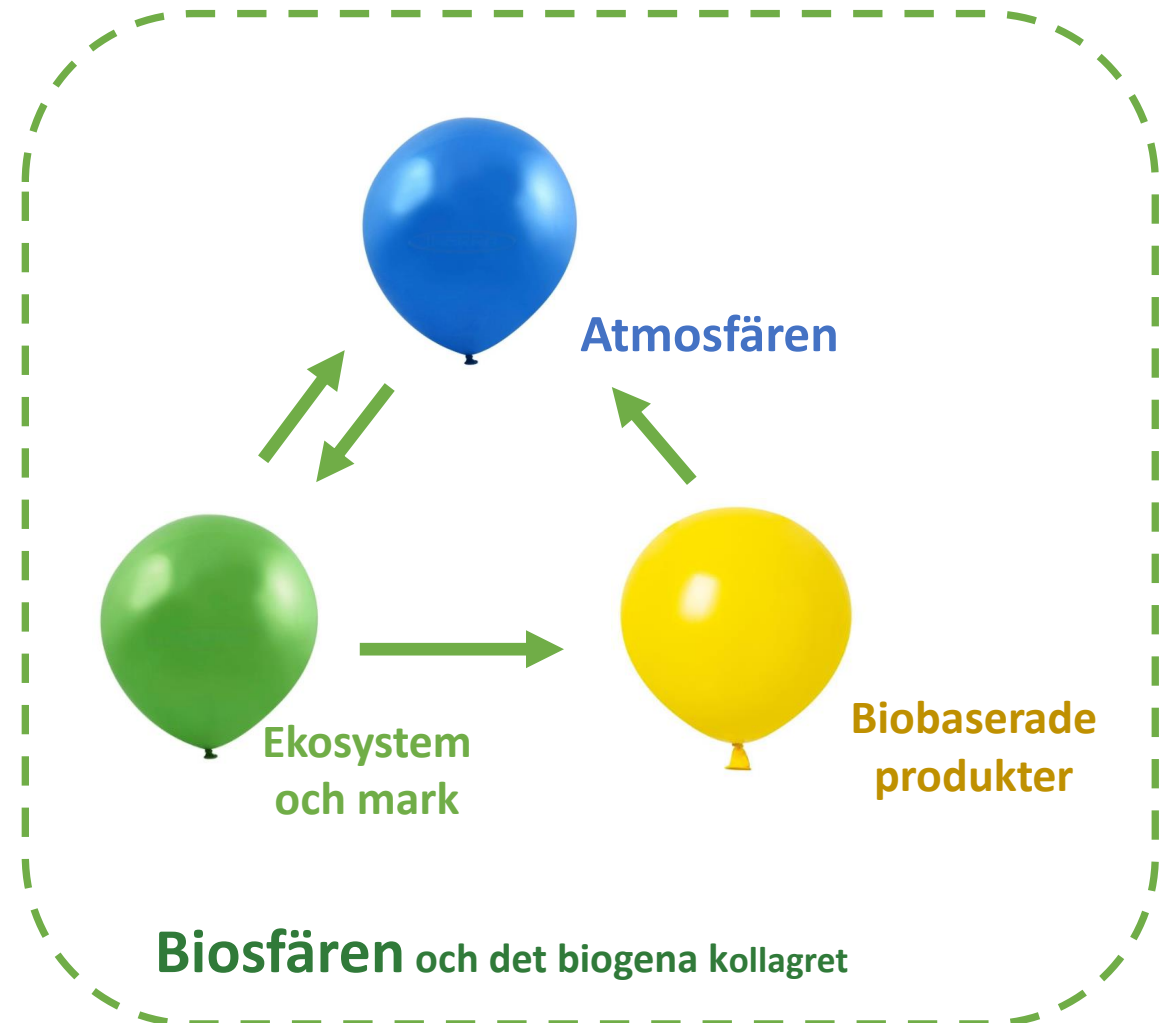 Atmosfären
Ekosystem
och mark
Biobaserade
produkter
Biosfären och det biogena kollagret